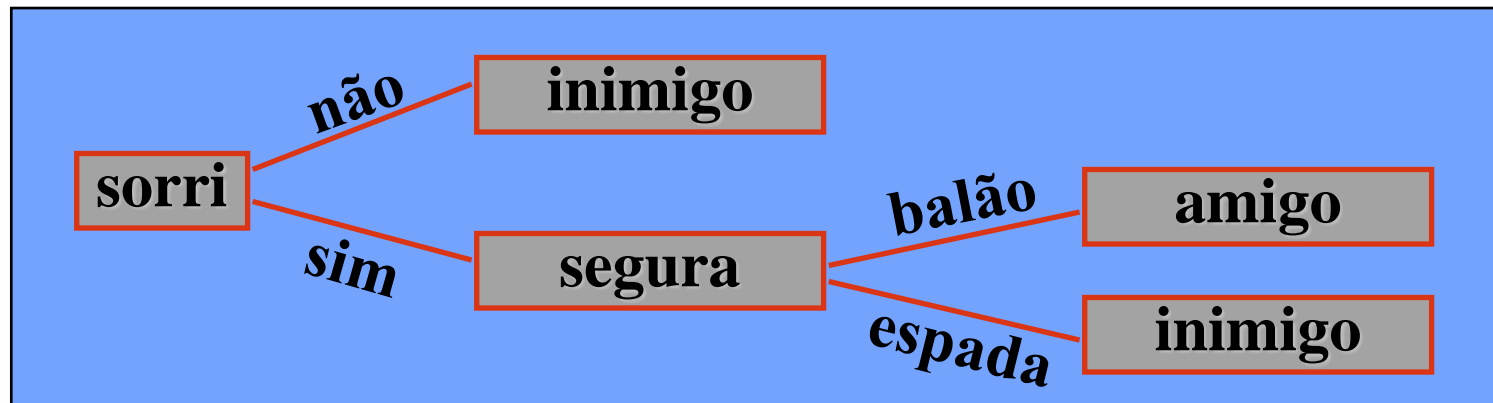 não
inimigo
sorri
sim
segura
balão
amigo
espada
inimigo